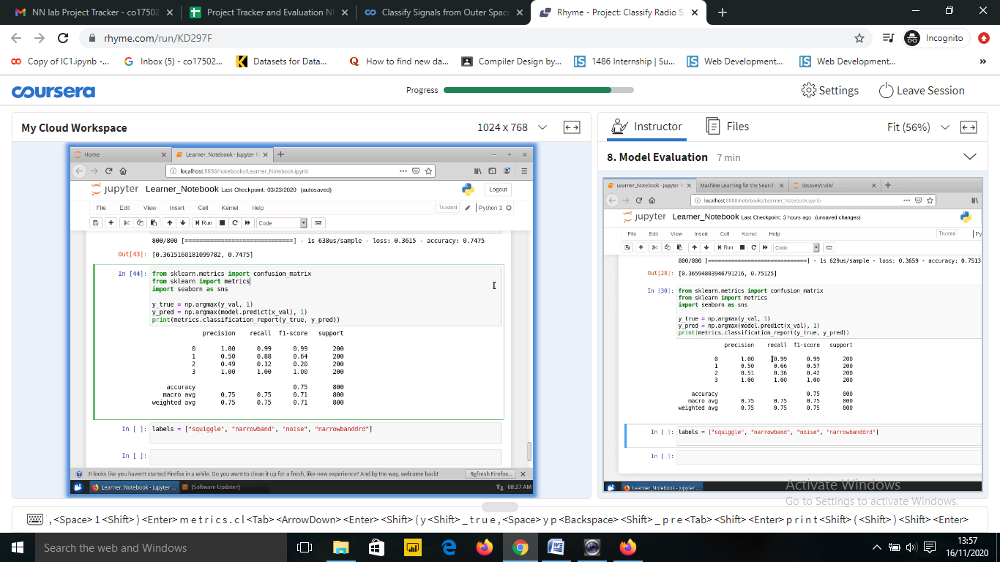 NN lab Project Tracker - co17502
Project Tracker and Evaluation NN
Classify Signals from Outer Space
Rhyme - Project: Classify Radio S
rhyme.com/run/KD297F
Incognito
Copy of IC1.ipynb -...
Inbox (5) - co17502...
Datasets for Data...
How to find new da...
Compiler Design by...
1486 Internship | Su...
Web Development...
Web Development...
coursera
Progress
Settings
Leave Session
My Cloud Workspace
1024 x 768
Instructor
Files
Fit (56%)
8. Model Evaluation 7 min
Home
Learner_Notebook - Jupyter N
localhost:8888/notebooks/Learner_Notebook.ipynb
jupyter Learner_Notebook Last Checkpoint: 03/23/2020 (autosaved)
Logout
File Edit View Insert Cell Kernel Help
Trusted
Python 3
Run
Code
800/800 [==============================] - 1s 638us/sample - loss: 0.3615 - accuracy: 0.7475
Out[43]: [0.3615160181099782, 0.7475]
In [44]: from sklearn.metrics import confusion_matrix
from sklearn import metrics
import seaborn as sns
y_true = np.argmax(y_val, 1)
y_pred = np.argmax(model.predict(x_val), 1)
print(metrics.classification_report(y_true, y_pred))
precision recall f1-score support
0 1.00 0.99 0.99 200
1 0.50 0.88 0.64 200
2 0.49 0.12 0.20 200
3 1.00 1.00 1.00 200
accuracy 0.75 800
macro avg 0.75 0.75 0.71 800
weighted avg 0.75 0.75 0.71 800
In [ ]: labels = ["squiggle", "narrowband", "noise", "narrowbanddrd"]
In [ ]:
It looks like you haven't started Firefox in a while. Do you want to clean it up for a fresh, like-new experience? And by the way, welcome back!
Refresh Firefox...
Learner_Notebook - Jupyter ...
[Software Updater]
08:27 AM
Learner_Notebook - Jupyter N
Machine Learning for the Search
dataset/train/
localhost:8888/notebooks/Learner_Notebook.ipynb
jupyter Learner_Notebook Last Checkpoint: 3 hours ago (unsaved changes)
File Edit View Insert Cell Kernel Help
Trusted
Py
Run
Code
800/800 [==============================] - 1s 629us/sample - loss: 0.3659 - accuracy: 0.7513
Out[28]: [0.36594803946791216, 0.75125]
In [30]: from sklearn.metrics import confusion_matrix
from sklearn import metrics
import seaborn as sns
y_true = np.argmax(y_val, 1)
y_pred = np.argmax(model.predict(x_val), 1)
print(metrics.classification_report(y_true, y_pred))
precision recall f1-score support
0 1.00 0.99 0.99 200
1 0.50 0.66 0.57 200
2 0.51 0.36 0.42 200
3 1.00 1.00 1.00 200
accuracy 0.75 800
macro avg 0.75 0.75 0.75 800
weighted avg 0.75 0.75 0.75 800
In [ ]: labels = ["squiggle", "narrowband", "noise", "narrowbanddrd"]
In [ ]:
Learner_Notebook - Jupyter ...
Activate Windows
Go to Settings to activate Windows.
,<Space>1<Shift>)<Enter>metrics.cl<Tab><ArrowDown><Enter><Shift>(y<Shift>_true,<Space>yp<Backspace><Shift>_pre<Tab><Shift><Enter>print<Shift>(<Shift>)<Shift><Enter>
Search the web and Windows
13:57
16/11/2020